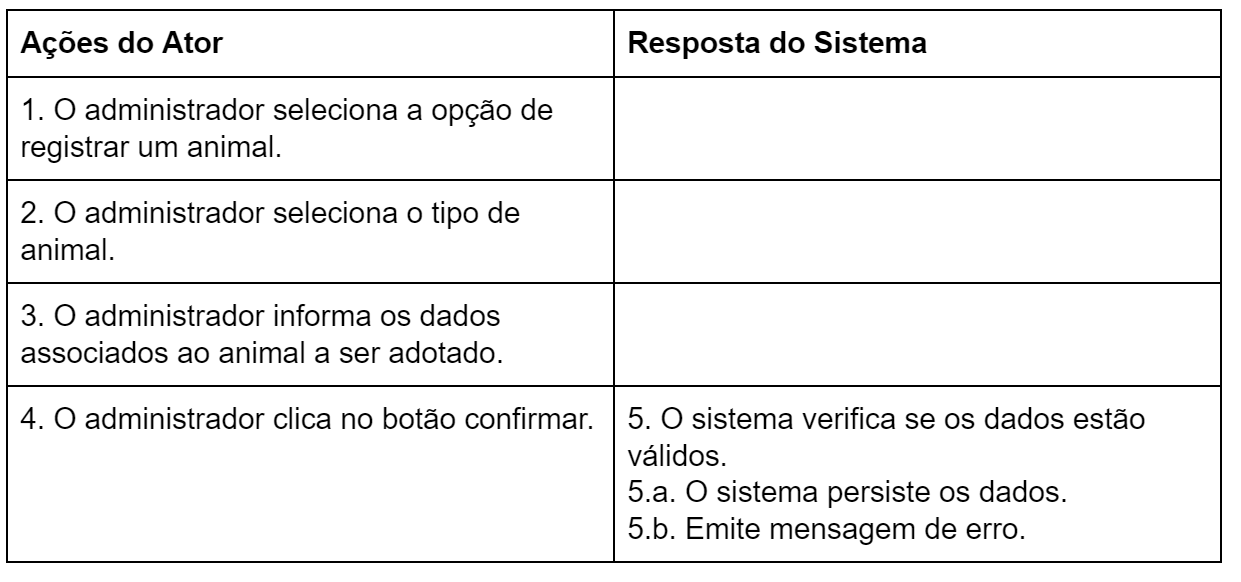 Ações do Ator
Resposta do Sistema
1. O administrador seleciona a opção de
registrar um animal.
2. O administrador seleciona o tipo de
animal.
3. O administrador informa os dados
associados ao animal a ser adotado.
4. O administrador clica no botão confirmar.
5. O sistema verifica se os dados estão
válidos.
5.a. O sistema persiste os dados.
5.b. Emite mensagem de erro.